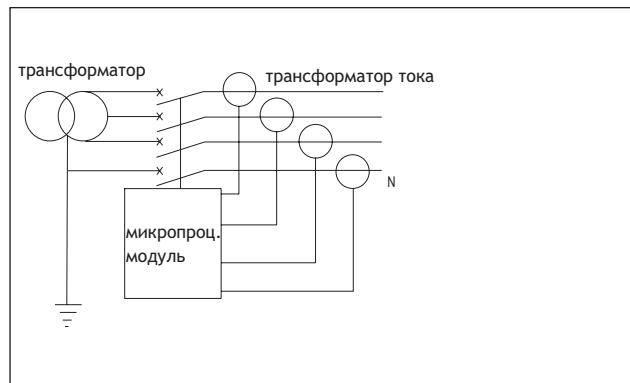 трансформатор
трансформатор тока
N
микропроц.
модуль